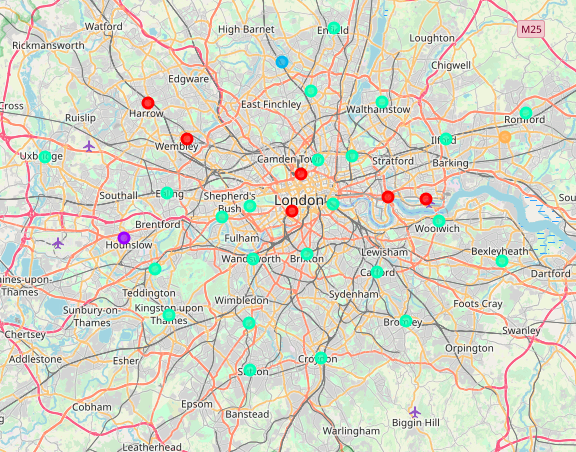 Watford
High Barnet
Enfield
M25
Loughton
Rickmansworth
Chigwell
Edgware
East Finchley
Walthamstow
Cross
Harrow
Ruislip
Romford
Ilford
Wembley
Uxbridge
Camden Town
Stratford
Barking
Southall
Ealing
Shepherd's
Bush
London
Sou
Brentford
Woolwich
Hounslow
Fulham
Lewisham
Bexleyheath
Wandsworth
Brixton
Catford
Dartford
ines-upon-
Thames
Teddington
Sydenham
Sunbury-on-
Thames
Kingston-upon
Thames
Wimbledon
Foots Cray
Bromley
Swanley
Chertsey
Orpington
Addlestone
Esher
Croydon
Sutton
Cobham
Epsom
Banstead
Biggin Hill
Warlingham
Leatherhead